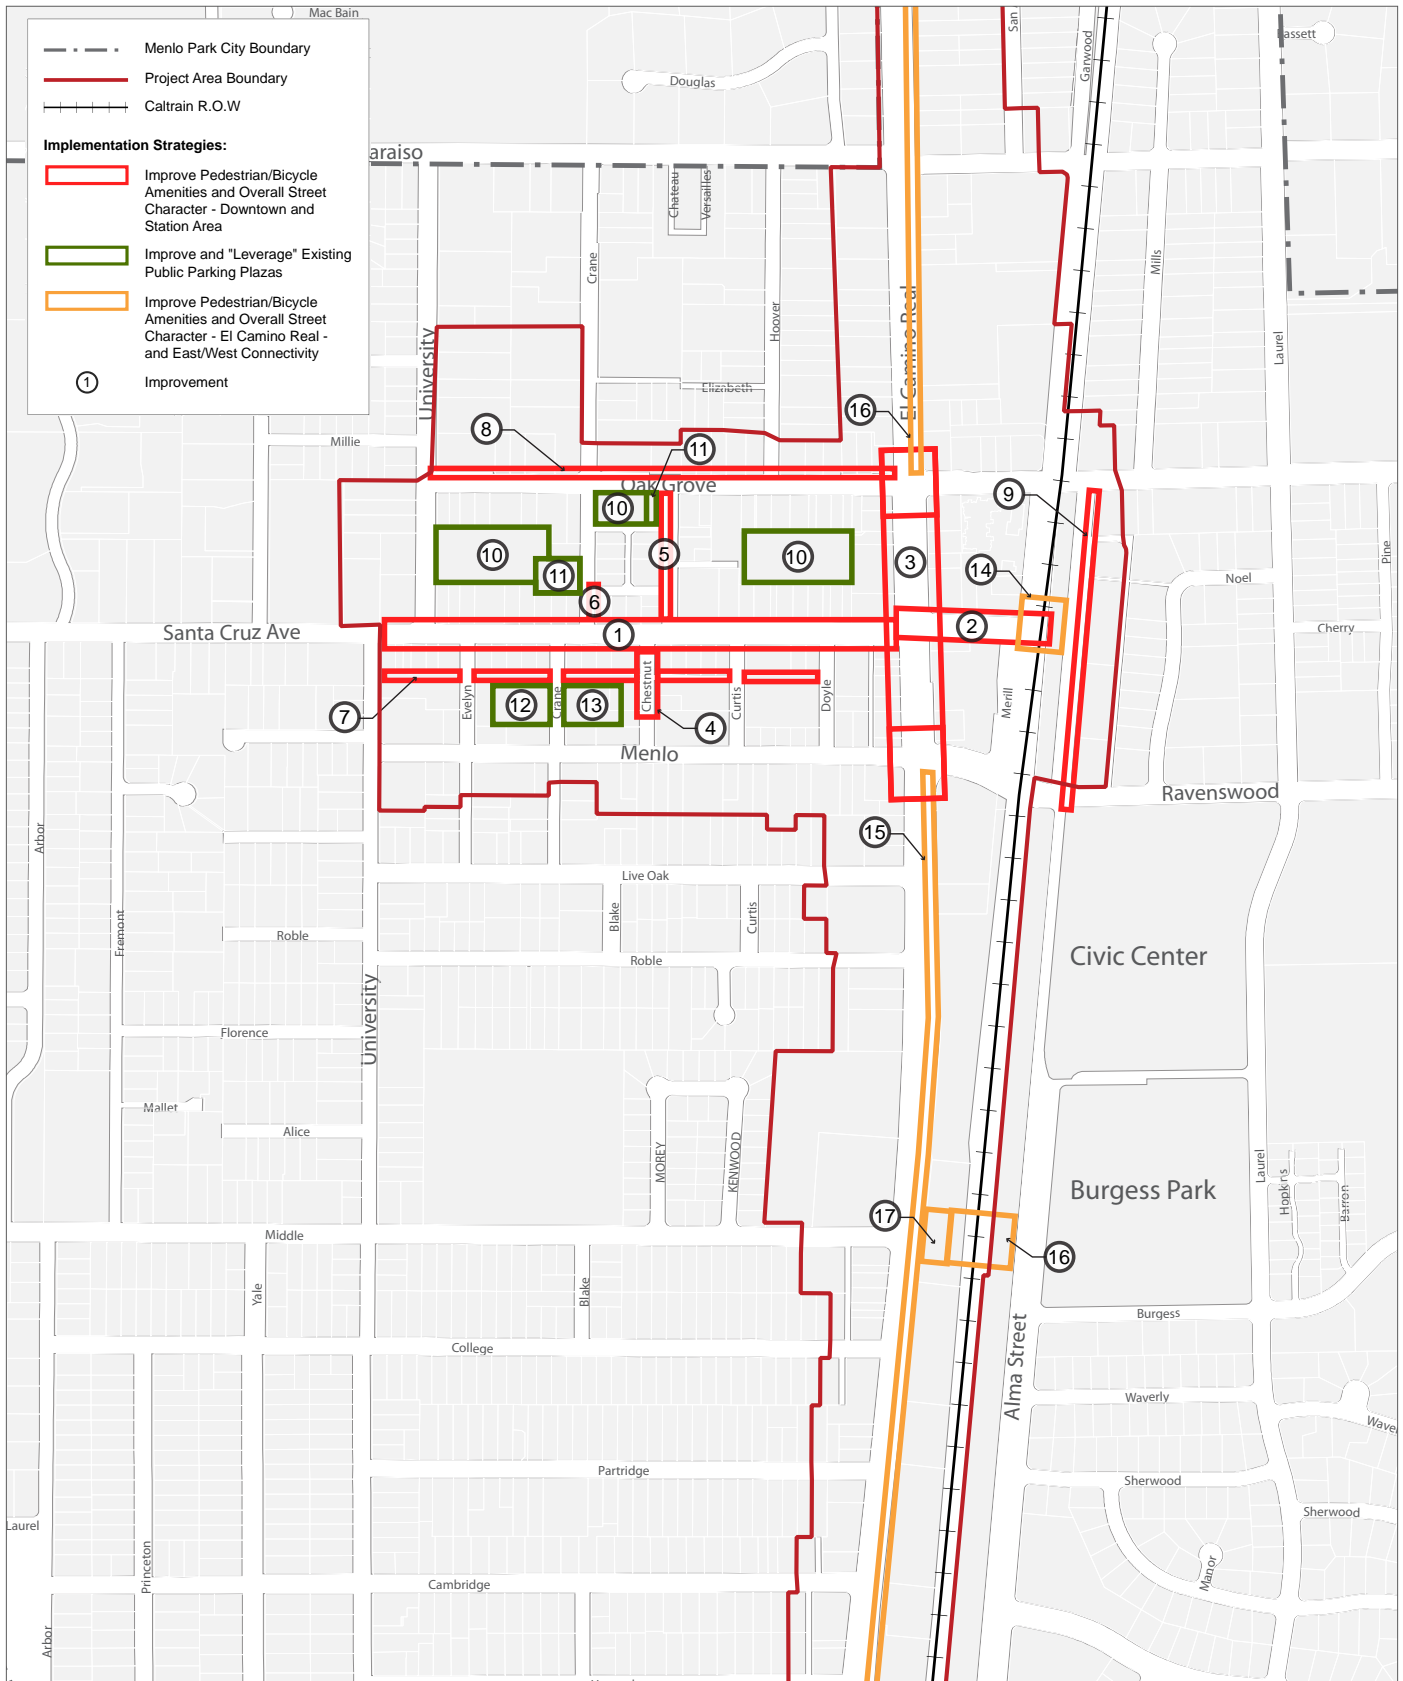 Mac Bain
Menlo Park City Boundary
Project Area Boundary
Caltrain R.O.W
Implementation Strategies:
Improve Pedestrian/Bicycle
Amenities and Overall Street
Character - Downtown and
Station Area
Improve and "Leverage" Existing
Public Parking Plazas
Improve Pedestrian/Bicycle
Amenities and Overall Street
Character - El Camino Real -
and East/West Connectivity
1
Improvement
Douglas
San
Garwood
araiso
Chateau
Versailles
Crane
Hoover
Elizabeth
University
El Camino Real
Mills
Laurel
Millie
8
11
16
Oak Grove
9
10
10
11
5
10
3
14
6
Noel
Pine
Santa Cruz Ave
1
2
Cherry
7
Evelyn
12
Crane
13
Chestnut
4
Curtis
Doyle
Merill
Menlo
Ravenswood
Arbor
15
Live Oak
Fremont
Blake
Curtis
Roble
Roble
Civic Center
University
Florence
Mallet
Alice
MOREY
KENWOOD
Burgess Park
Laurel
Hopkins
Barron
17
16
Middle
Yale
Blake
Burgess
College
Alma Street
Waverly
Partridge
Sherwood
Sherwood
Laurel
Princeton
Cambridge
Manor
Arbor